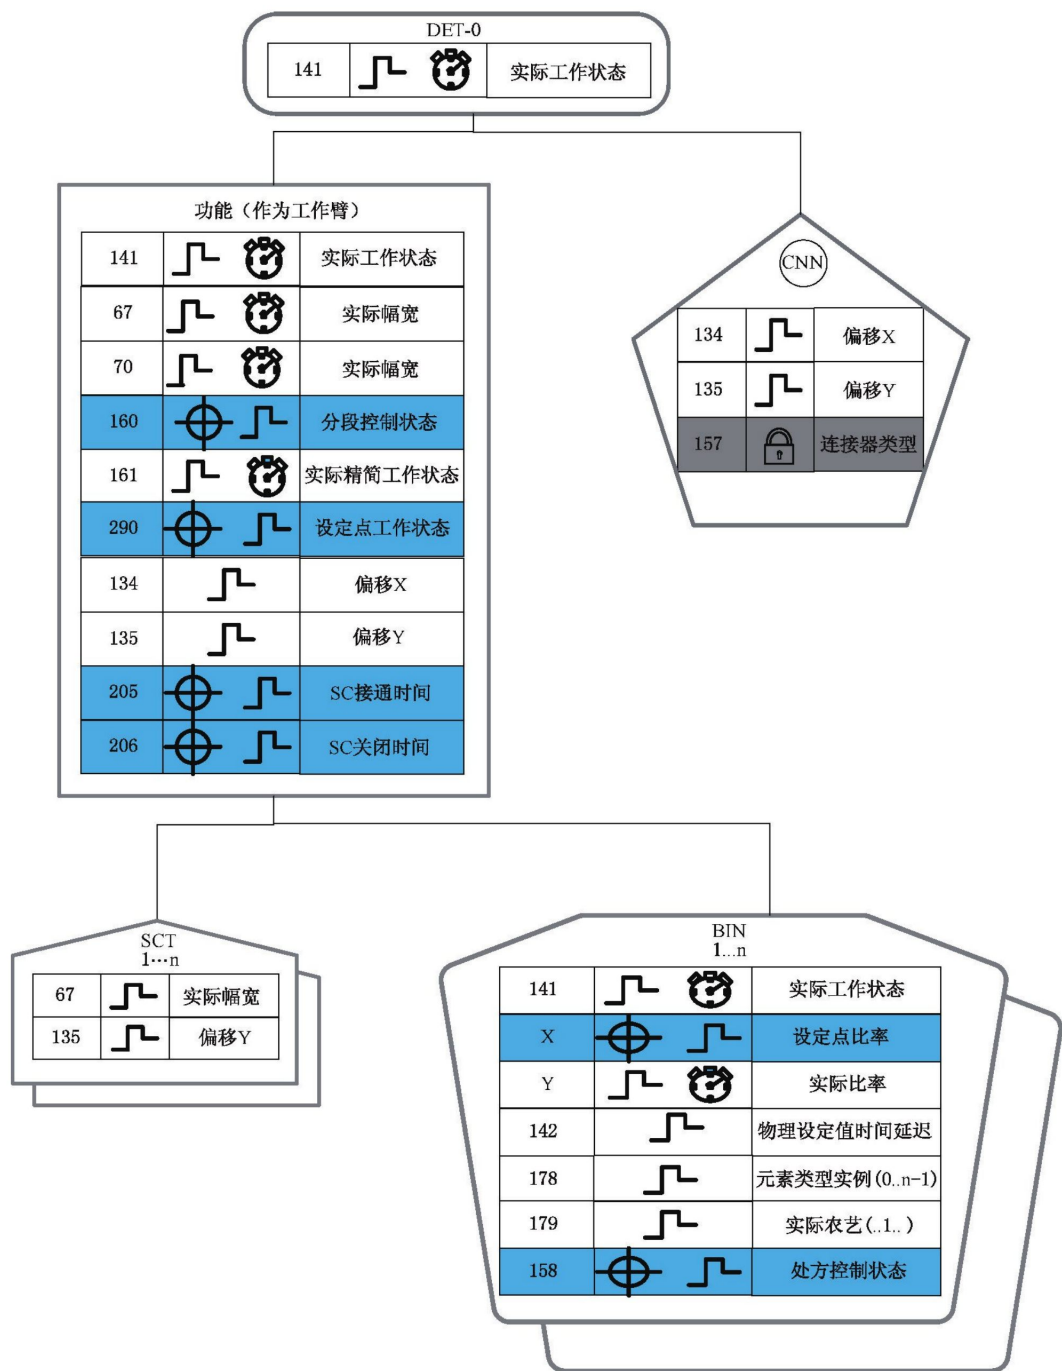 DET-0
141 实际工作状态
功能（作为工作臂）
141 实际工作状态
67 实际幅宽
70 实际幅宽
160 分段控制状态
161 实际精简工作状态
290 设定点工作状态
134 偏移X
135 偏移Y
205 SC接通时间
206 SC关闭时间
CNN
134 偏移X
135 偏移Y
157 连接器类型
SCT
1…n
67 实际幅宽
135 偏移Y
BIN
1...n
141 实际工作状态
X 设定点比率
Y 实际比率
142 物理设定值时间延迟
178 元素类型实例(0..n-1)
179 实际农艺(..1..)
158 处方控制状态